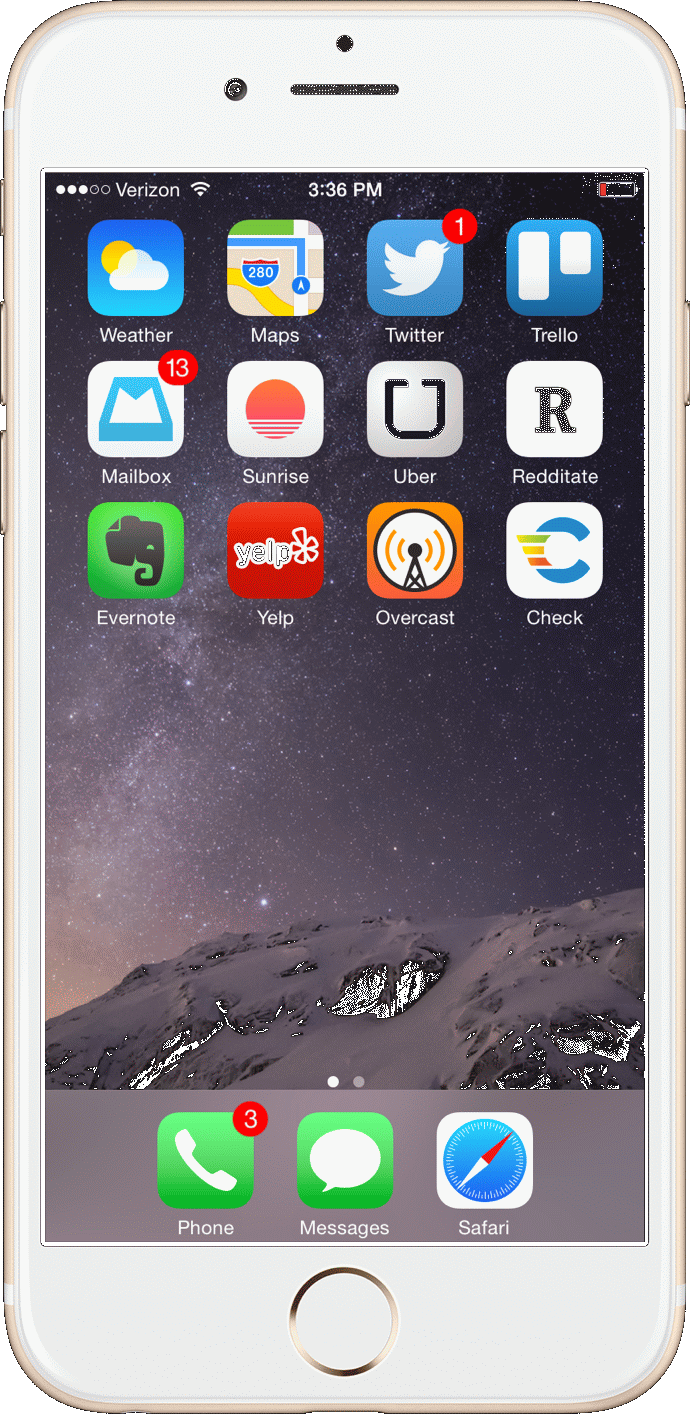 Verizon 3:36 PM
1
280
Weather Maps Twitter Trello
13
R
Mailbox Sunrise Uber Redditate
yelp
Evernote Yelp Overcast Check
3
Phone Messages Safari